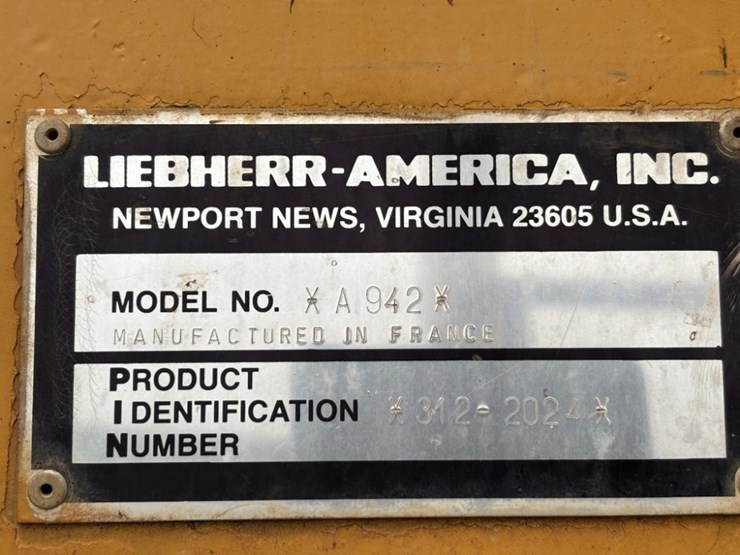 LIEBHERR-AMERICA, INC.
NEWPORT NEWS, VIRGINIA 23605 U.S.A.
MODEL NO. *A 942*
MANUFACTURED IN FRANCE
PRODUCT
IDENTIFICATION *312-2024*
NUMBER